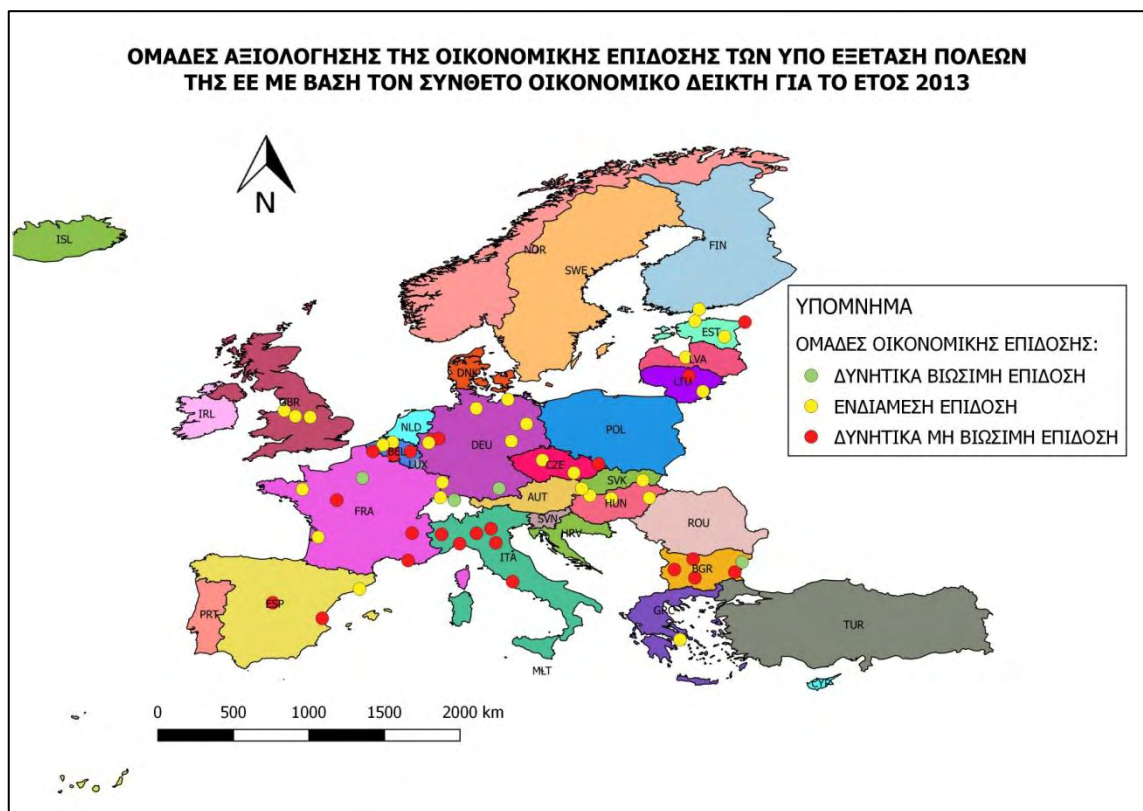 ΟΜΑΔΕΣ ΑΞΙΟΛΟΓΗΣΗΣ ΤΗΣ ΟΙΚΟΝΟΜΙΚΗΣ ΕΠΙΔΟΣΗΣ ΤΩΝ ΥΠΟ ΕΞΕΤΑΣΗ ΠΟΛΕΩΝ
ΤΗΣ ΕΕ ΜΕ ΒΑΣΗ ΤΟΝ ΣΥΝΘΕΤΟ ΟΙΚΟΝΟΜΙΚΟ ΔΕΙΚΤΗ ΓΙΑ ΤΟ ΕΤΟΣ 2013
N
ISL
NOR
FIN
SWE
ΥΠΟΜΝΗΜΑ
ΟΜΑΔΕΣ ΟΙΚΟΝΟΜΙΚΗΣ ΕΠΙΔΟΣΗΣ:
ΔΥΝΗΤΙΚΑ ΒΙΩΣΙΜΗ ΕΠΙΔΟΣΗ
ΕΝΔΙΑΜΕΣΗ ΕΠΙΔΟΣΗ
ΔΥΝΗΤΙΚΑ ΜΗ ΒΙΩΣΙΜΗ ΕΠΙΔΟΣΗ
EST
LVA
DNK
LTU
GBR
IRL
NLD
DEU
POL
BEL
LUX
CZE
SVK
AUT
HUN
FRA
SVN
ROU
HRV
ITA
BGR
ESP
PRT
GRC
TUR
MLT
CYP
0 500 1000 1500 2000 km